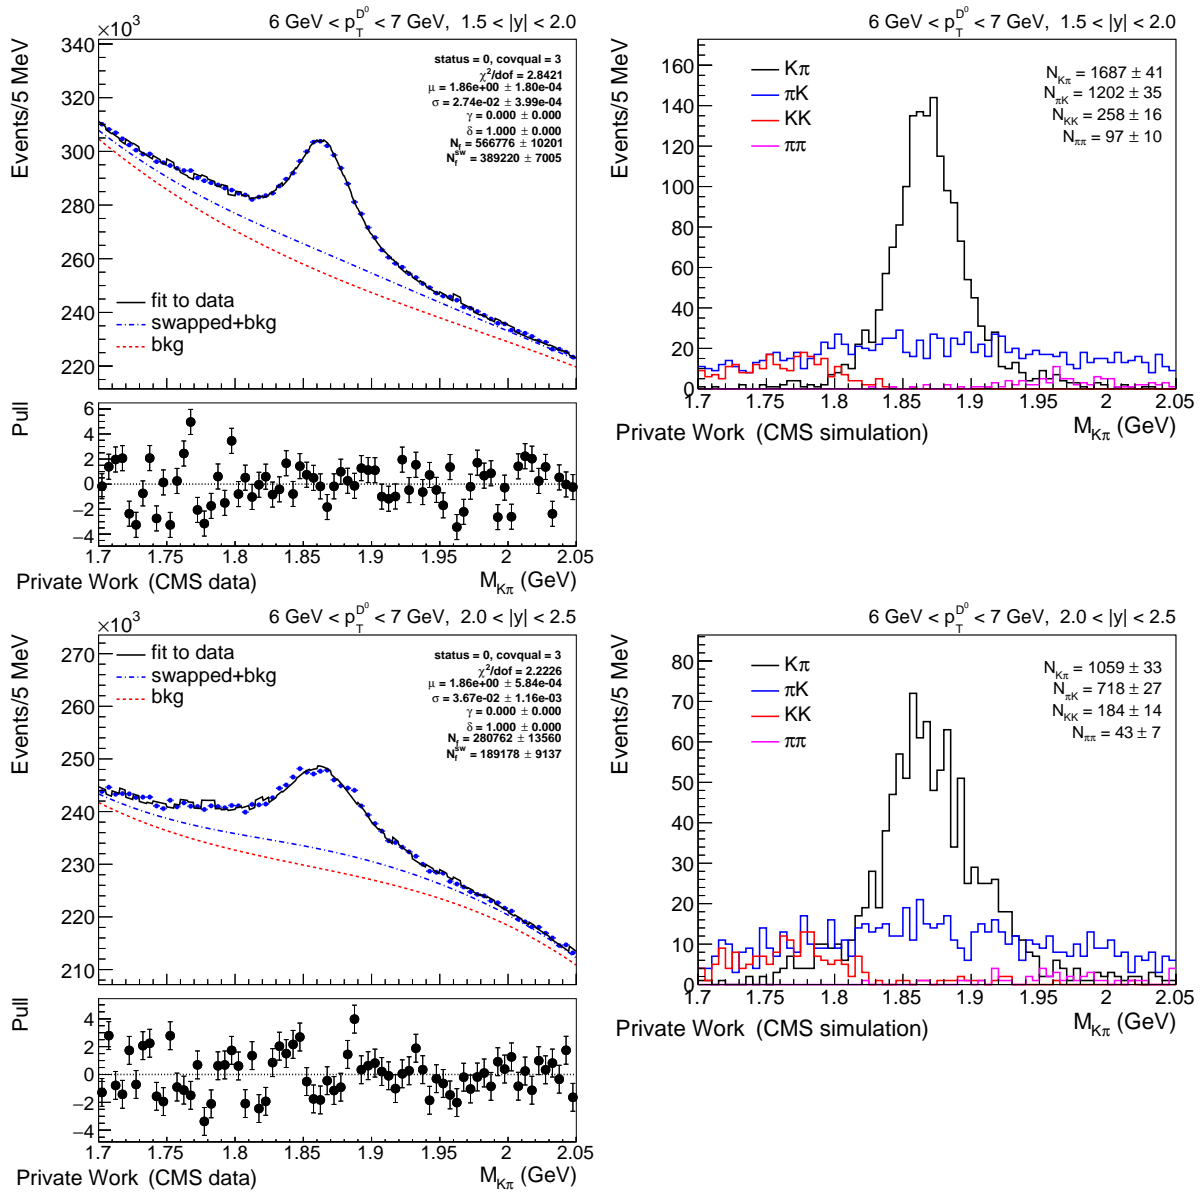 6 GeV < p_T^{D^0} < 7 GeV, 1.5 < |y| < 2.0
×10³
Events/5 MeV
340
320
300
280
260
240
220
status = 0, covqual = 3
χ²/dof = 2.8421
μ = 1.86e+00 ± 1.80e-04
σ = 2.74e-02 ± 3.99e-04
γ = 0.000 ± 0.000
δ = 1.000 ± 0.000
N_f = 566776 ± 10201
N_f^{sw} = 389220 ± 7005
fit to data
swapped+bkg
bkg
Pull
6
4
2
0
−2
−4
1.7 1.75 1.8 1.85 1.9 1.95 2 2.05
M_{Kπ} (GeV)
Private Work (CMS data)
6 GeV < p_T^{D^0} < 7 GeV, 1.5 < |y| < 2.0
Events/5 MeV
160
140
120
100
80
60
40
20
0
Kπ
πK
KK
ππ
N_{Kπ} = 1687 ± 41
N_{πK} = 1202 ± 35
N_{KK} = 258 ± 16
N_{ππ} = 97 ± 10
1.7 1.75 1.8 1.85 1.9 1.95 2 2.05
M_{Kπ} (GeV)
Private Work (CMS simulation)
6 GeV < p_T^{D^0} < 7 GeV, 2.0 < |y| < 2.5
×10³
Events/5 MeV
270
260
250
240
230
220
210
fit to data
swapped+bkg
bkg
status = 0, covqual = 3
χ²/dof = 2.2226
μ = 1.86e+00 ± 5.84e-04
σ = 3.67e-02 ± 1.16e-03
γ = 0.000 ± 0.000
δ = 1.000 ± 0.000
N_f = 280762 ± 13560
N_f^{sw} = 189178 ± 9137
Pull
4
2
0
−2
−4
1.7 1.75 1.8 1.85 1.9 1.95 2 2.05
M_{Kπ} (GeV)
Private Work (CMS data)
6 GeV < p_T^{D^0} < 7 GeV, 2.0 < |y| < 2.5
Events/5 MeV
80
70
60
50
40
30
20
10
0
Kπ
πK
KK
ππ
N_{Kπ} = 1059 ± 33
N_{πK} = 718 ± 27
N_{KK} = 184 ± 14
N_{ππ} = 43 ± 7
1.7 1.75 1.8 1.85 1.9 1.95 2 2.05
M_{Kπ} (GeV)
Private Work (CMS simulation)